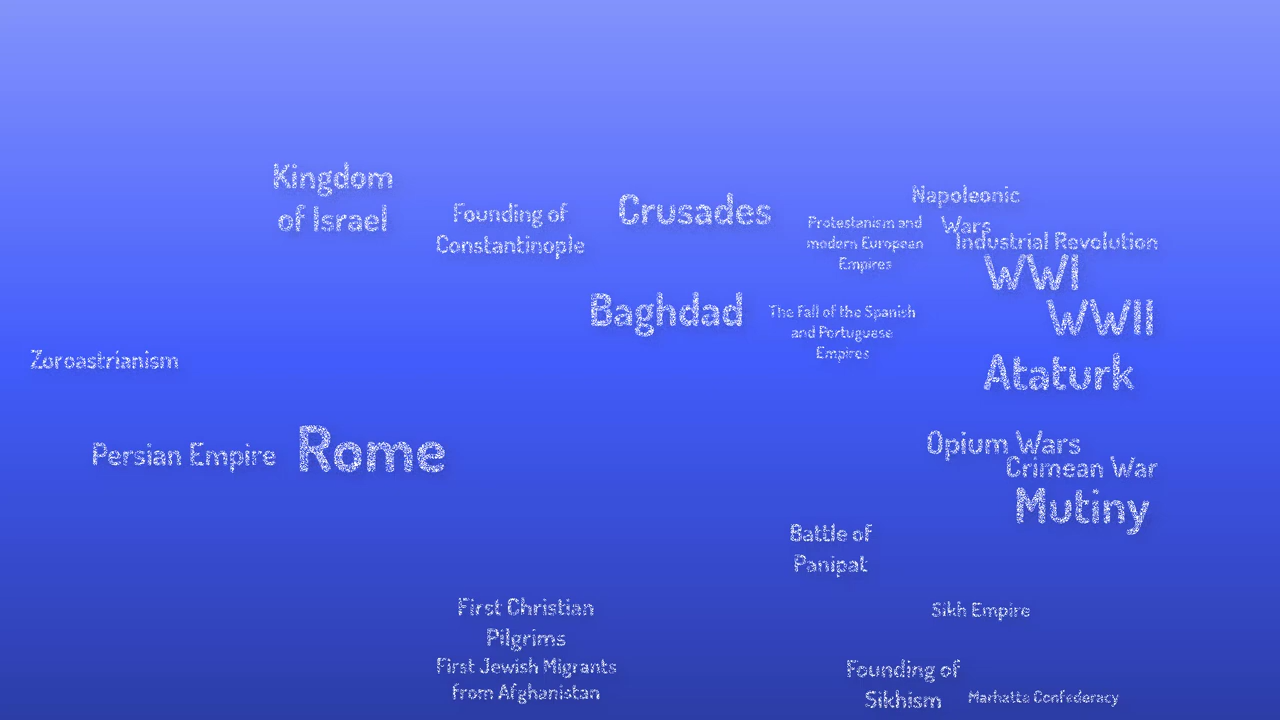 Kingdom
of Israel
Founding of
Constantinople
Crusades
Protestanism and
modern European
Empires
Napoleonic
Wars
Industrial Revolution
WWI
WWII
Baghdad
The Fall of the Spanish
and Portuguese
Empires
Zoroastrianism
Ataturk
Persian Empire
Rome
Opium Wars
Crimean War
Mutiny
Battle of
Panipat
First Christian
Pilgrims
First Jewish Migrants
from Afghanistan
Sikh Empire
Founding of
Sikhism
Marhatta Confederacy